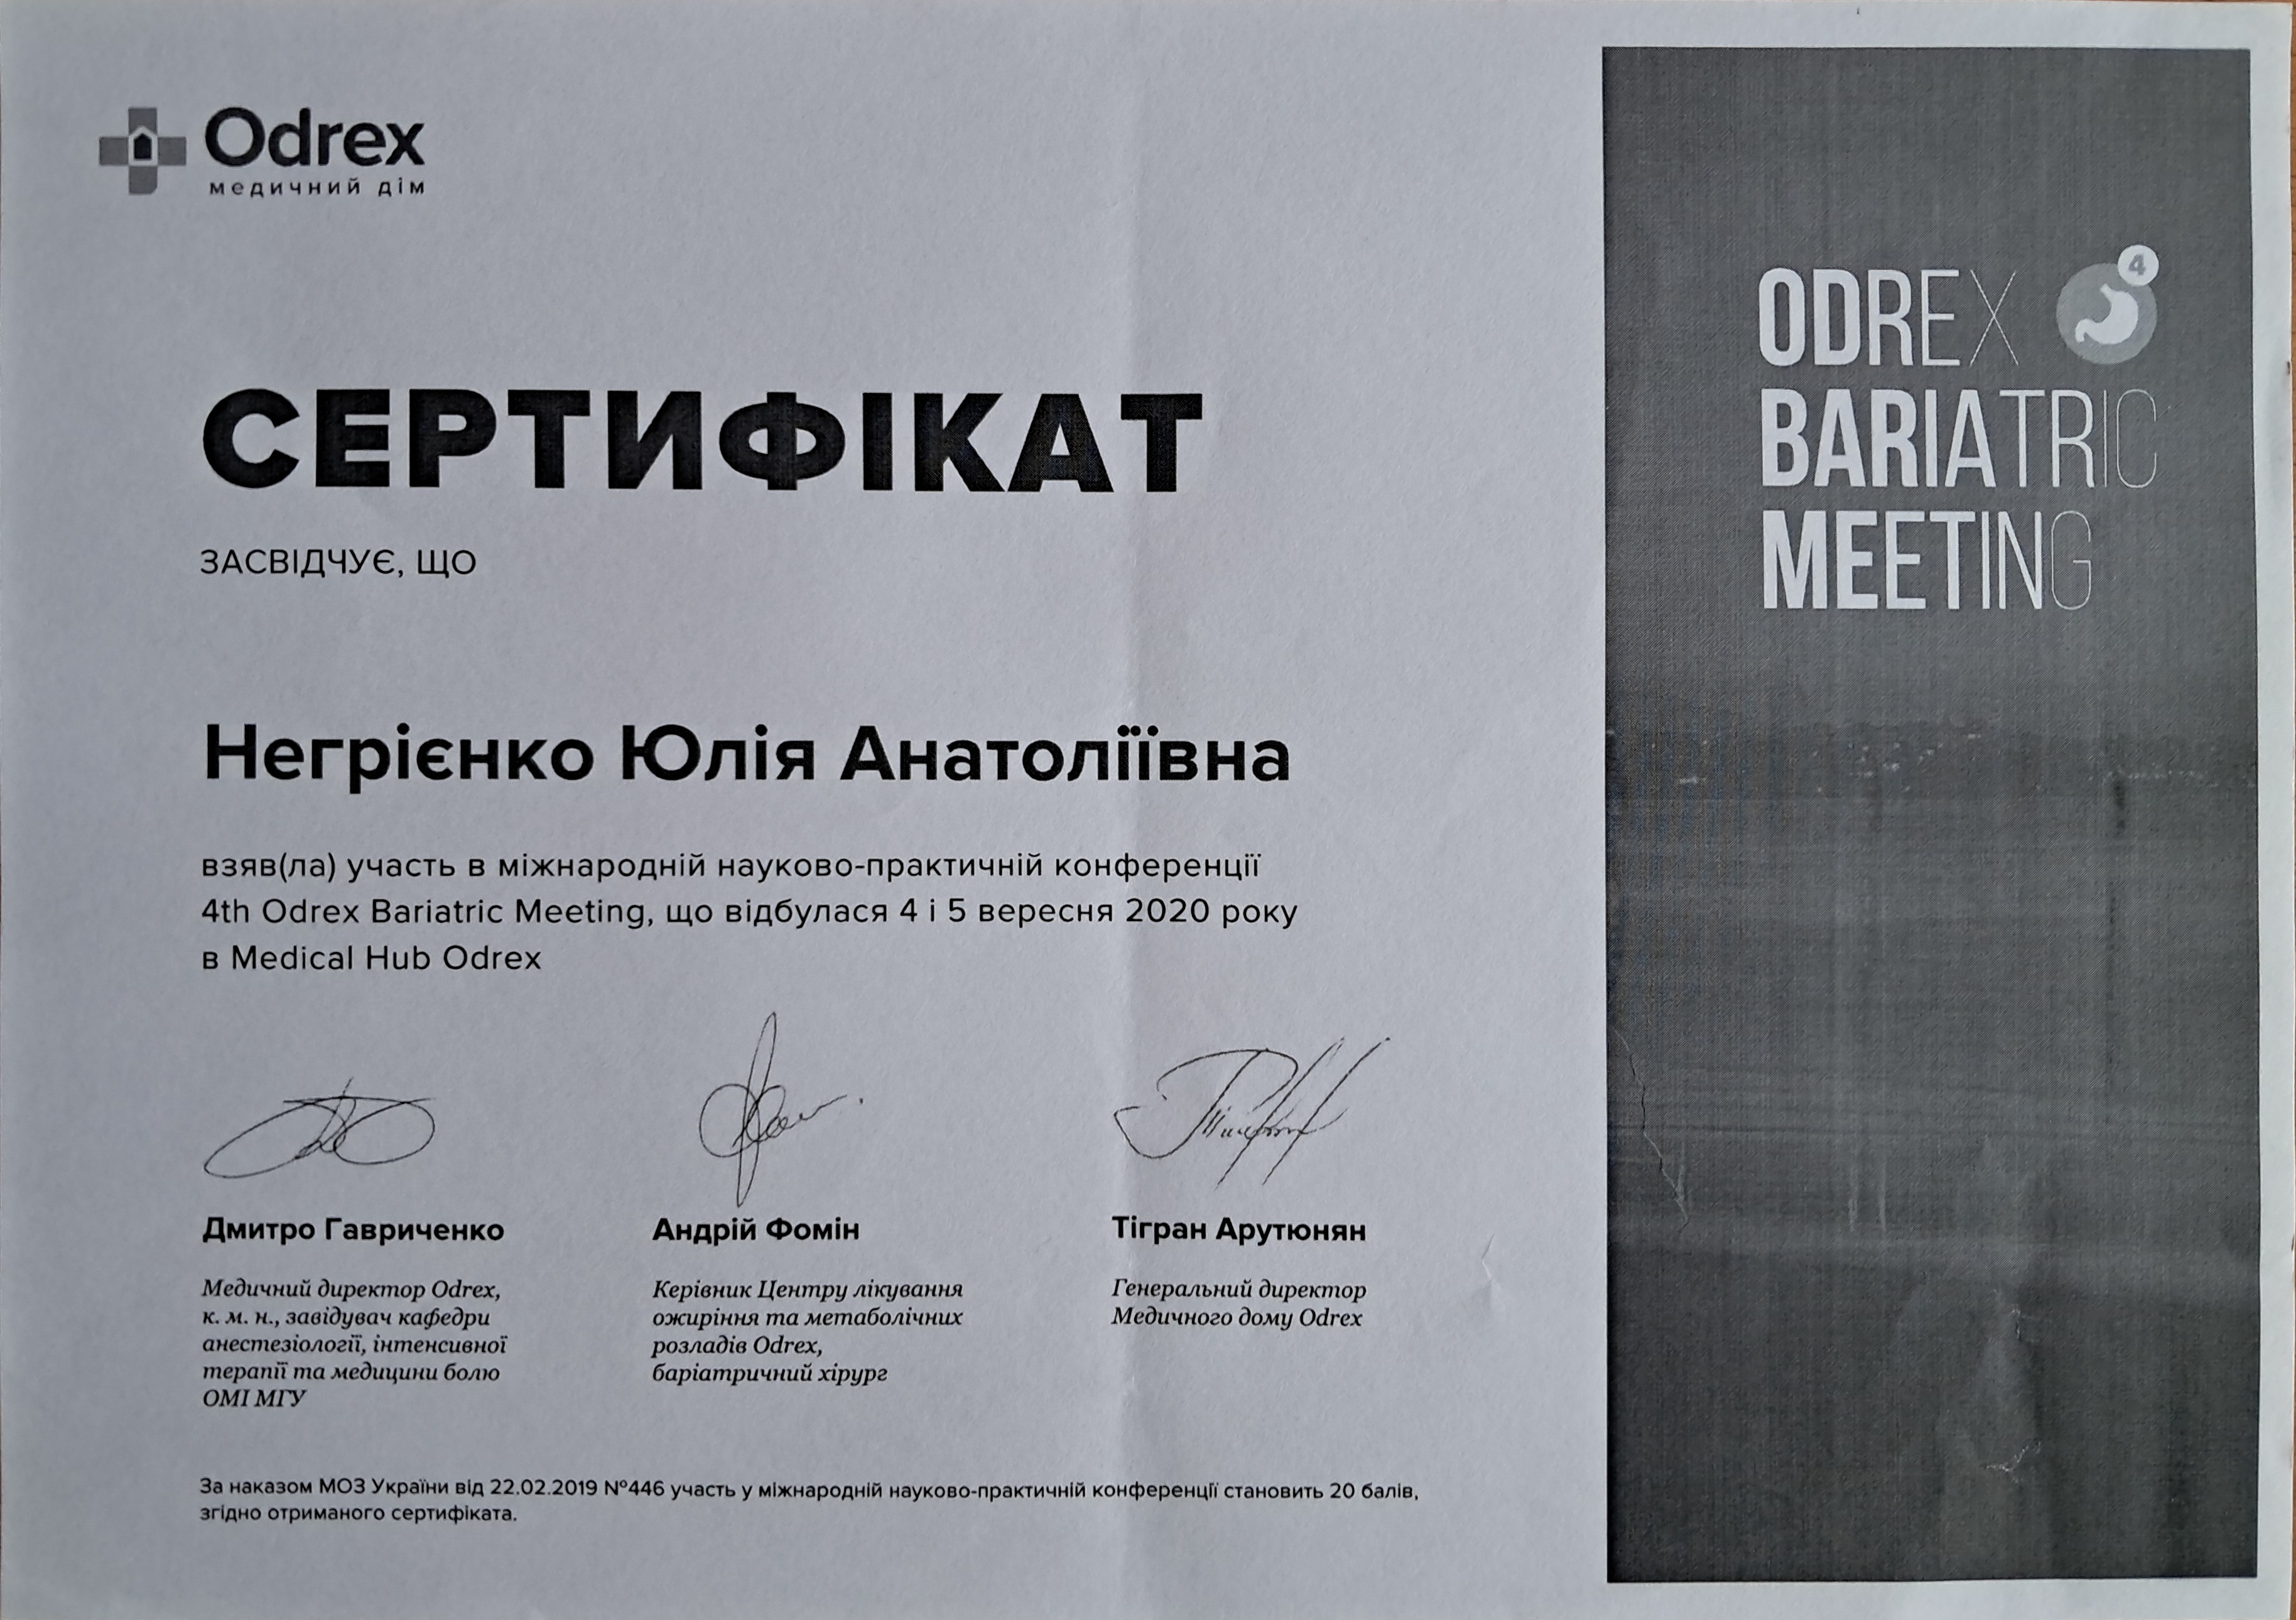 Odrex
медичний дім
ODREX 4
BARIATRIC
MEETING
СЕРТИФІКАТ
ЗАСВІДЧУЄ, ЩО
Негрієнко Юлія Анатоліївна
взяв(ла) участь в міжнародній науково-практичній конференції
4th Odrex Bariatric Meeting, що відбулася 4 і 5 вересня 2020 року
в Medical Hub Odrex
Дмитро Гавриченко
Медичний директор Odrex,
к. м. н., завідувач кафедри
анестезіології, інтенсивної
терапії та медицини болю
ОМІ МГУ
Андрій Фомін
Керівник Центру лікування
ожиріння та метаболічних
розладів Odrex,
баріатричний хірург
Тігран Арутюнян
Генеральний директор
Медичного дому Odrex
За наказом МОЗ України від 22.02.2019 №446 участь у міжнародній науково-практичній конференції становить 20 балів,
згідно отриманого сертифіката.